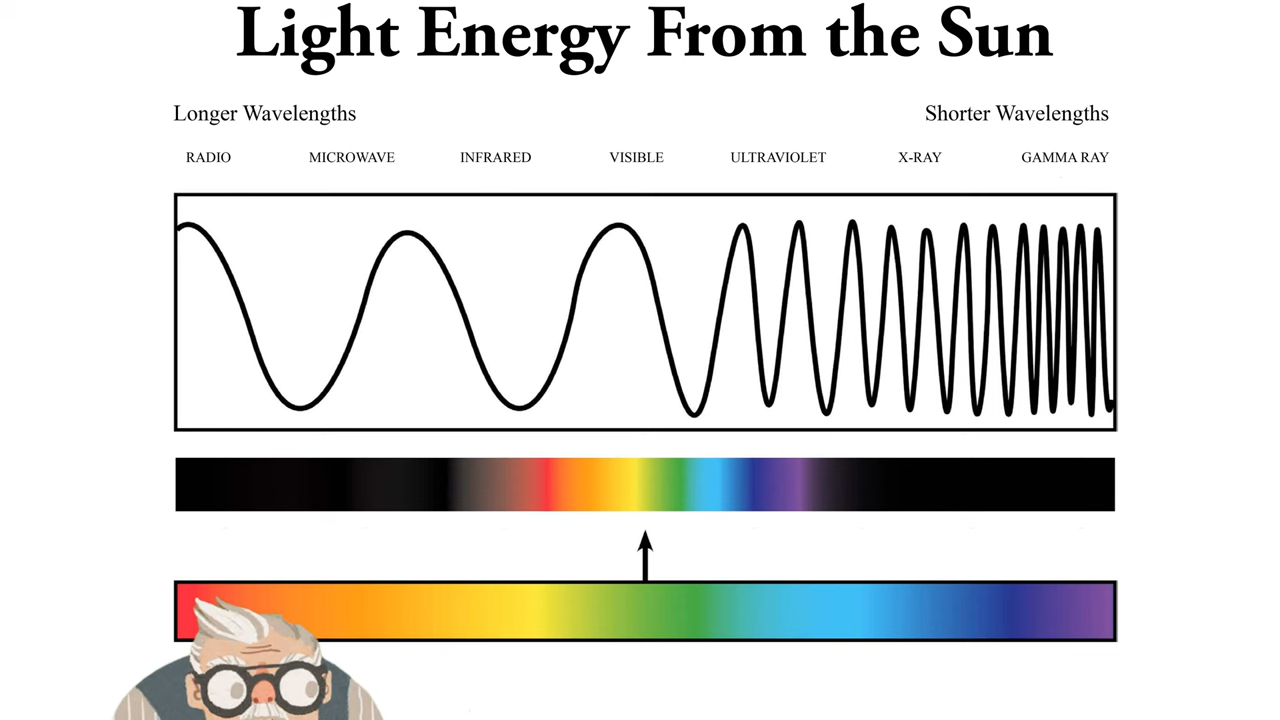 Light Energy From the Sun
Longer Wavelengths Shorter Wavelengths
RADIO MICROWAVE INFRARED VISIBLE ULTRAVIOLET X-RAY GAMMA RAY